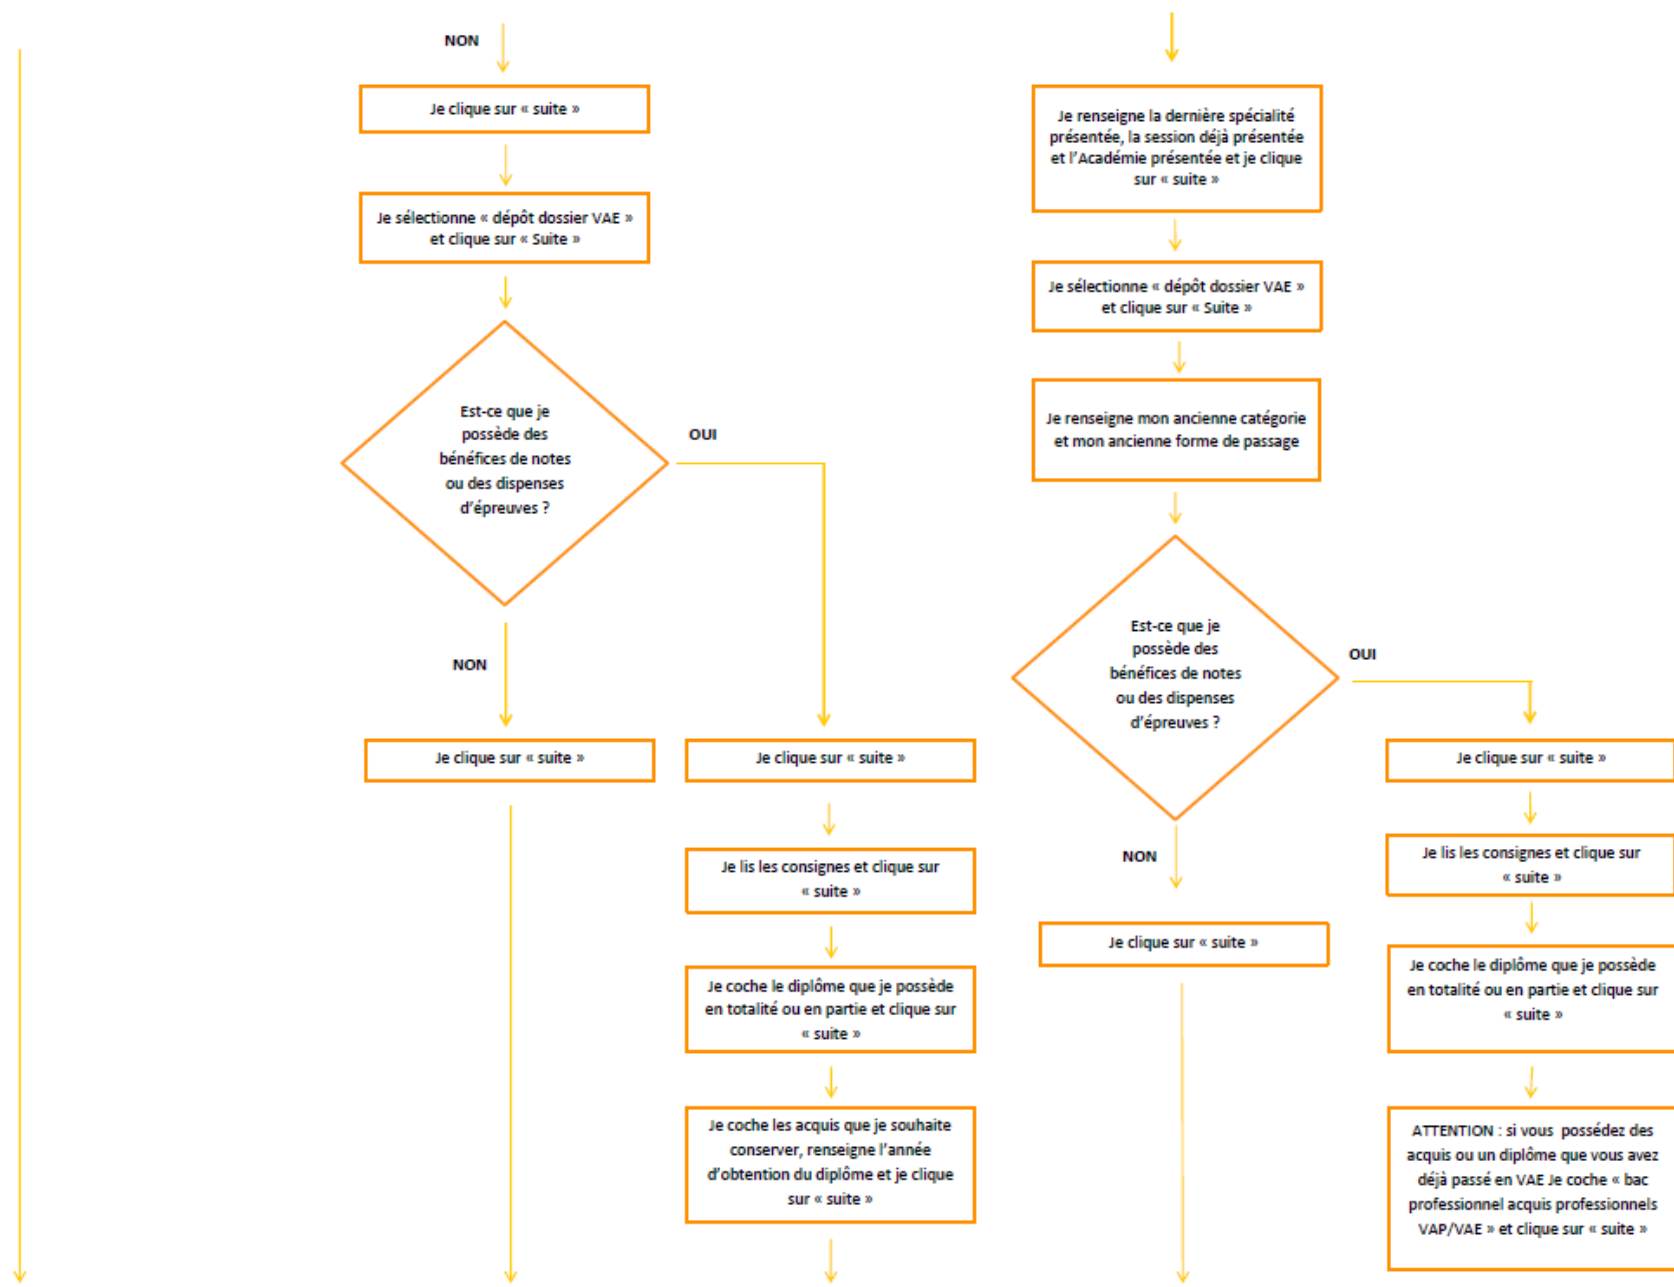 NON
Je clique sur « suite »
Je sélectionne « dépôt dossier VAE »
et clique sur « Suite »
Est-ce que je
possède des
bénéfices de notes
ou des dispenses
d'épreuves ?
OUI
NON
Je clique sur « suite »
Je clique sur « suite »
Je lis les consignes et clique sur
« suite »
Je coche le diplôme que je possède
en totalité ou en partie et clique sur
« suite »
Je coche les acquis que je souhaite
conserver, renseigne l'année
d'obtention du diplôme et je clique
sur « suite »
Je renseigne la dernière spécialité
présentée, la session déjà présentée
et l'Académie présentée et je clique
sur « suite »
Je sélectionne « dépôt dossier VAE »
et clique sur « Suite »
Je renseigne mon ancienne catégorie
et mon ancienne forme de passage
Est-ce que je
possède des
bénéfices de notes
ou des dispenses
d'épreuves ?
OUI
NON
Je clique sur « suite »
Je clique sur « suite »
Je lis les consignes et clique sur
« suite »
Je coche le diplôme que je possède
en totalité ou en partie et clique sur
« suite »
ATTENTION : si vous possédez des
acquis ou un diplôme que vous avez
déjà passé en VAE Je coche « bac
professionnel acquis professionnels
VAP/VAE » et clique sur « suite »